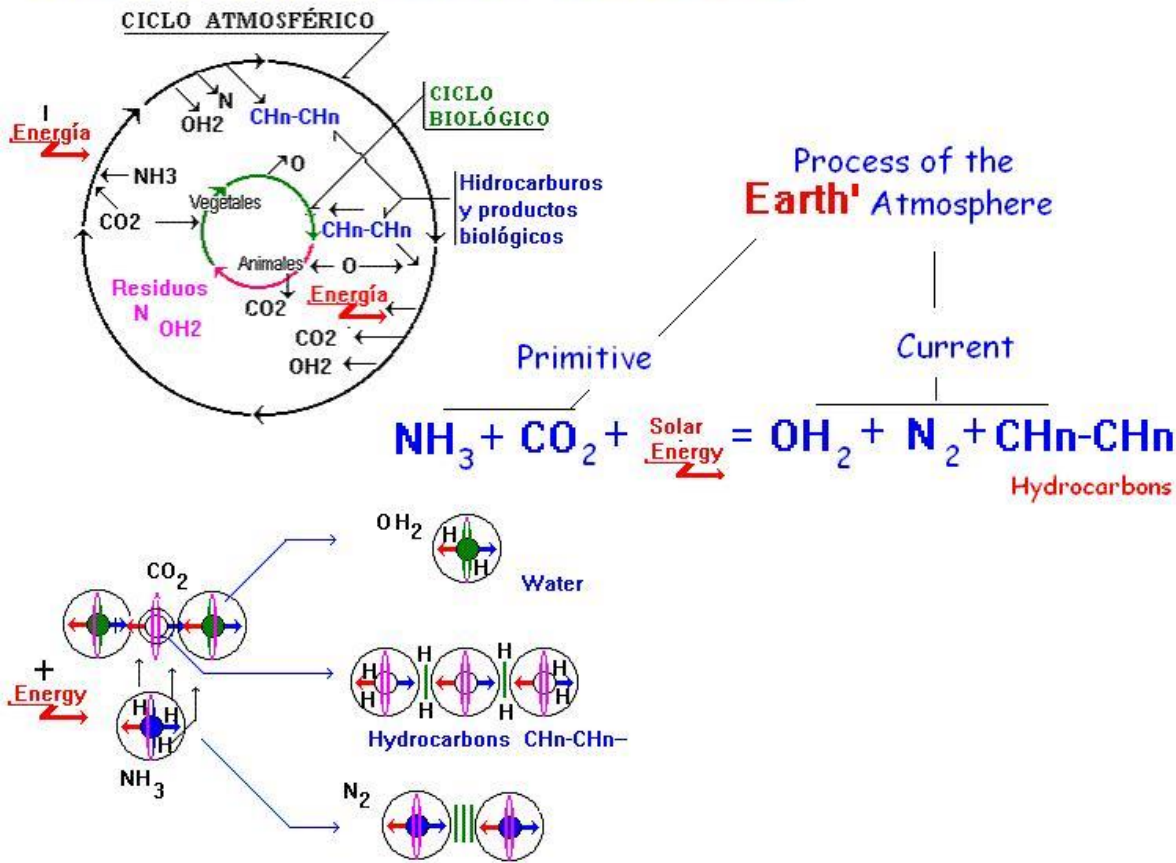 CICLO ATMOSFÉRICO
N
OH2
CHn-CHn
CICLO
BIOLÓGICO
Energía
NH3
CO2
O
Vegetales
Hidrocarburos
y productos
biológicos
CHn-CHn
Animales
O
Residuos
N
OH2
CO2
Energía
CO2
OH2
Process of the
Earth' Atmosphere
Primitive
Current
NH3 + CO2 + Solar Energy = OH2 + N2 + CHn-CHn
Hydrocarbons
OH2
H
H
Water
CO2
+
Energy
H
H
H
NH3
H
H
H
H
H
H
H
H
Hydrocarbons CHn-CHn–
N2